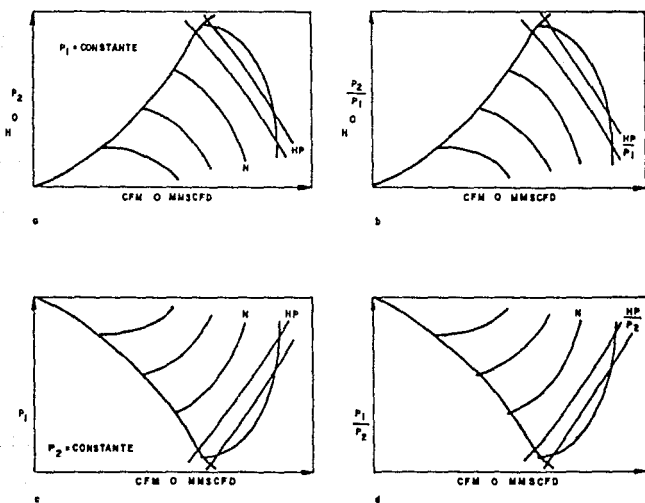 P1 = CONSTANTE
P2
O
H
N
HP
CFM O MMSCFD
a
P2
P1
O
H
HP
P1
CFM O MMSCFD
b
N
HP
P1
P2 = CONSTANTE
CFM O MMSCFD
c
N
HP
P2
P1
P2
CFM O MMSCFD
d